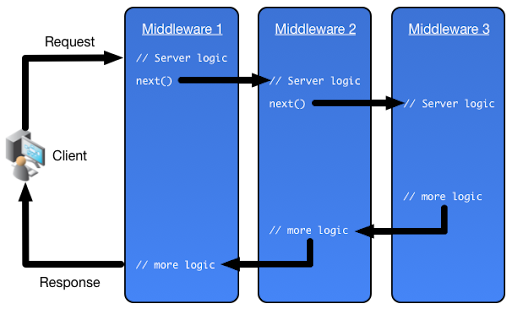 Request
Middleware 1
// Server logic
next()
Middleware 2
// Server logic
next()
Middleware 3
// Server logic
// more logic
// more logic
// more logic
Client
Response